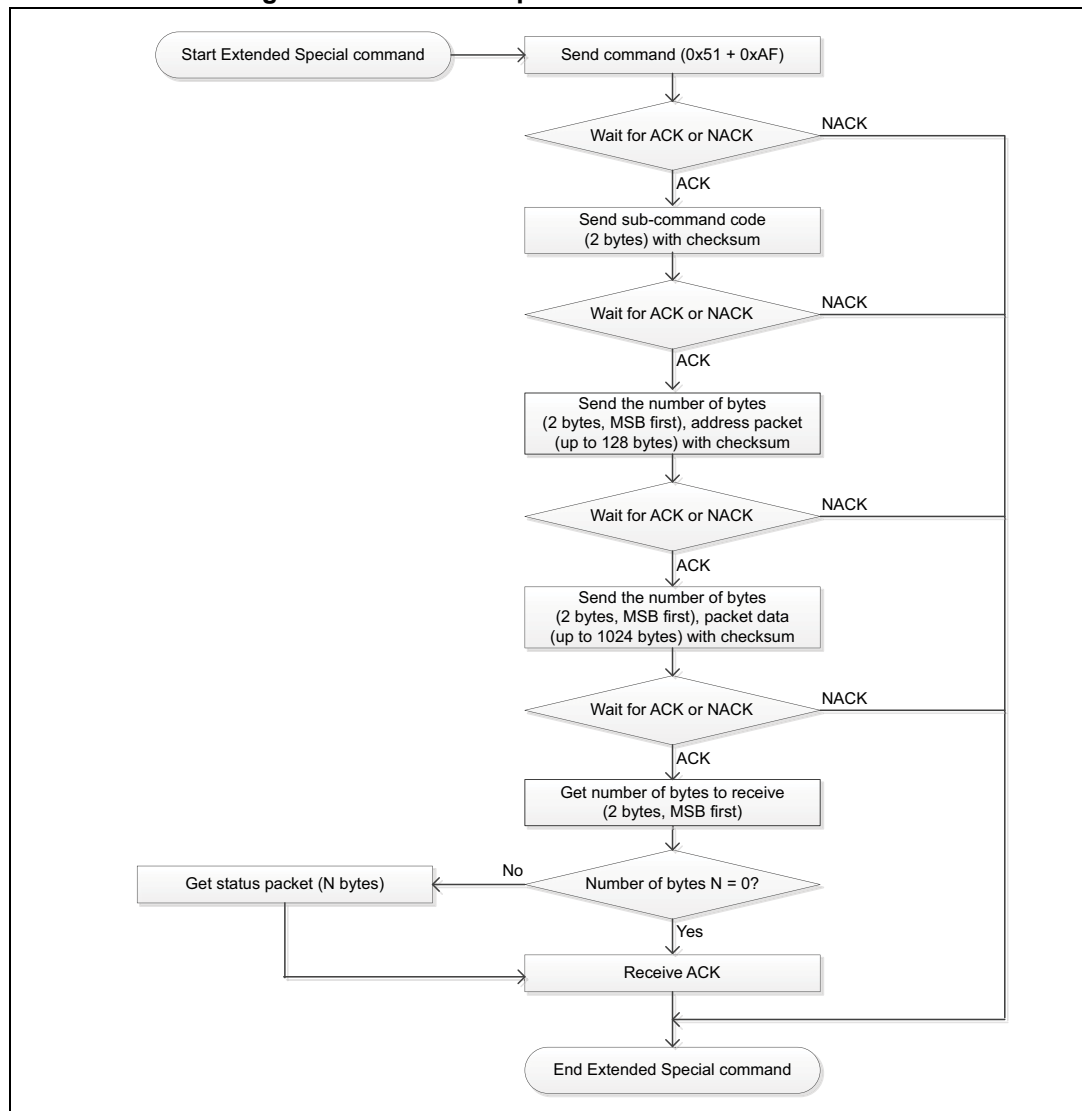 Start Extended Special command
Send command (0x51 + 0xAF)
Wait for ACK or NACK
NACK
ACK
Send sub-command code
(2 bytes) with checksum
Wait for ACK or NACK
NACK
ACK
Send the number of bytes
(2 bytes, MSB first), address packet
(up to 128 bytes) with checksum
Wait for ACK or NACK
NACK
ACK
Send the number of bytes
(2 bytes, MSB first), packet data
(up to 1024 bytes) with checksum
Wait for ACK or NACK
NACK
ACK
Get number of bytes to receive
(2 bytes, MSB first)
Number of bytes N = 0?
No
Get status packet (N bytes)
Yes
Receive ACK
End Extended Special command